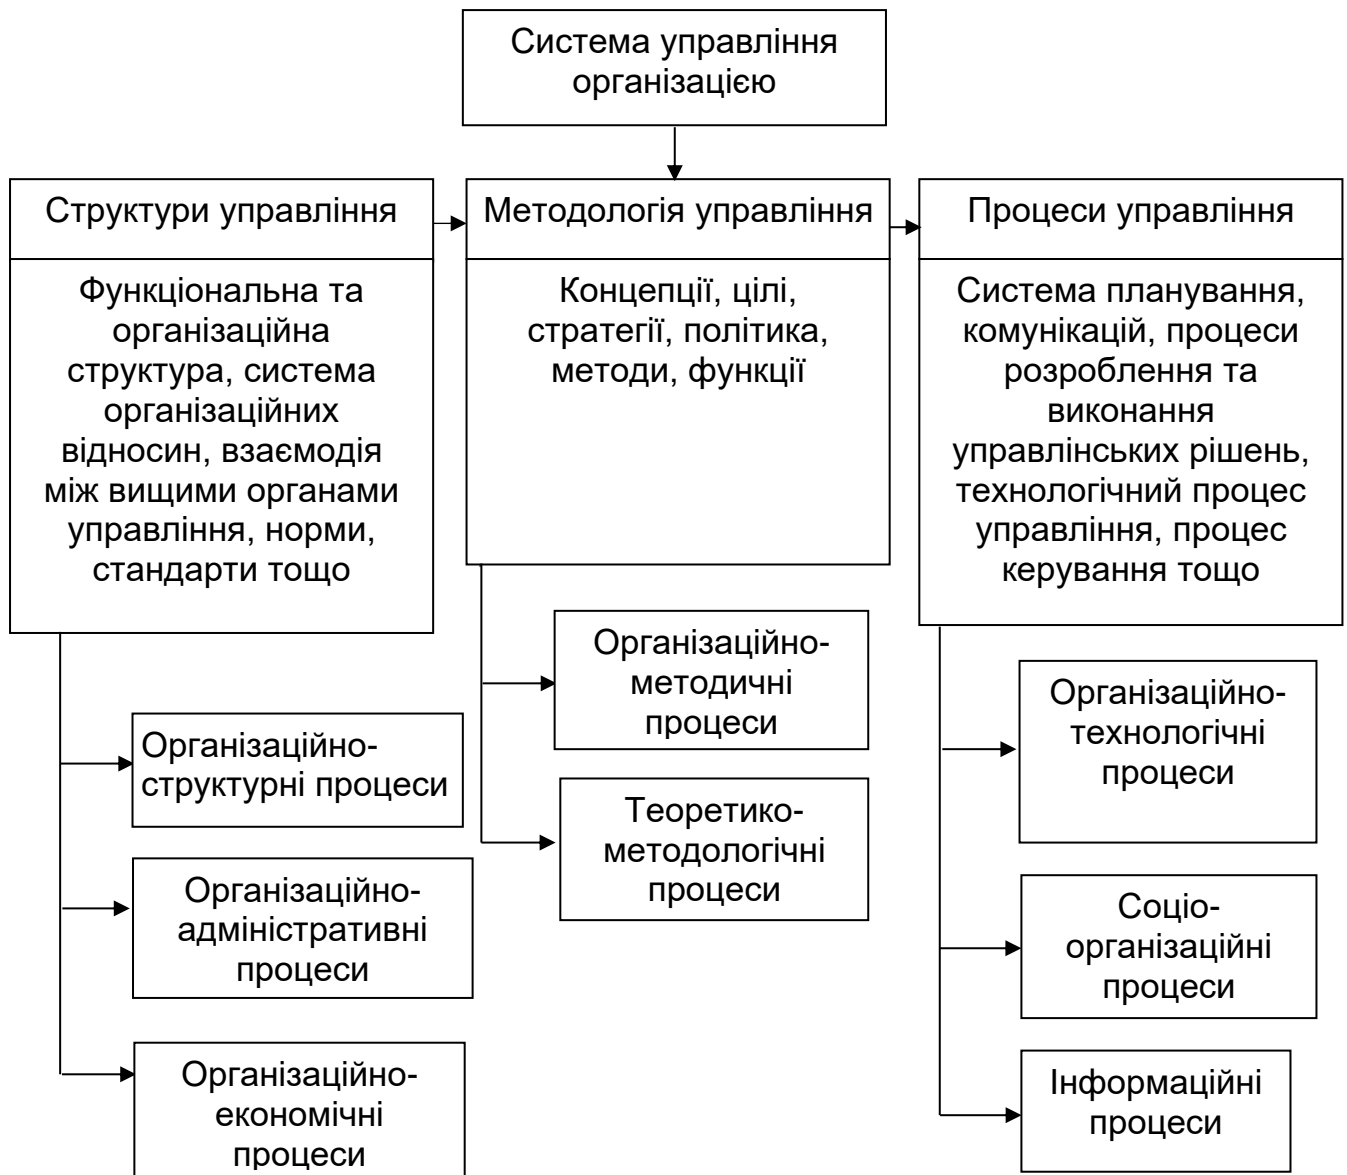 Система управління
організацією
Структури управління
Функціональна та
організаційна
структура, система
організаційних
відносин, взаємодія
між вищими органами
управління, норми,
стандарти тощо
Організаційно-
структурні процеси
Організаційно-
адміністративні
процеси
Організаційно-
економічні
процеси
Методологія управління
Концепції, цілі,
стратегії, політика,
методи, функції
Організаційно-
методичні
процеси
Теоретико-
методологічні
процеси
Процеси управління
Система планування,
комунікацій, процеси
розроблення та
виконання
управлінських рішень,
технологічний процес
управління, процес
керування тощо
Організаційно-
технологічні
процеси
Соціо-
організаційні
процеси
Інформаційні
процеси